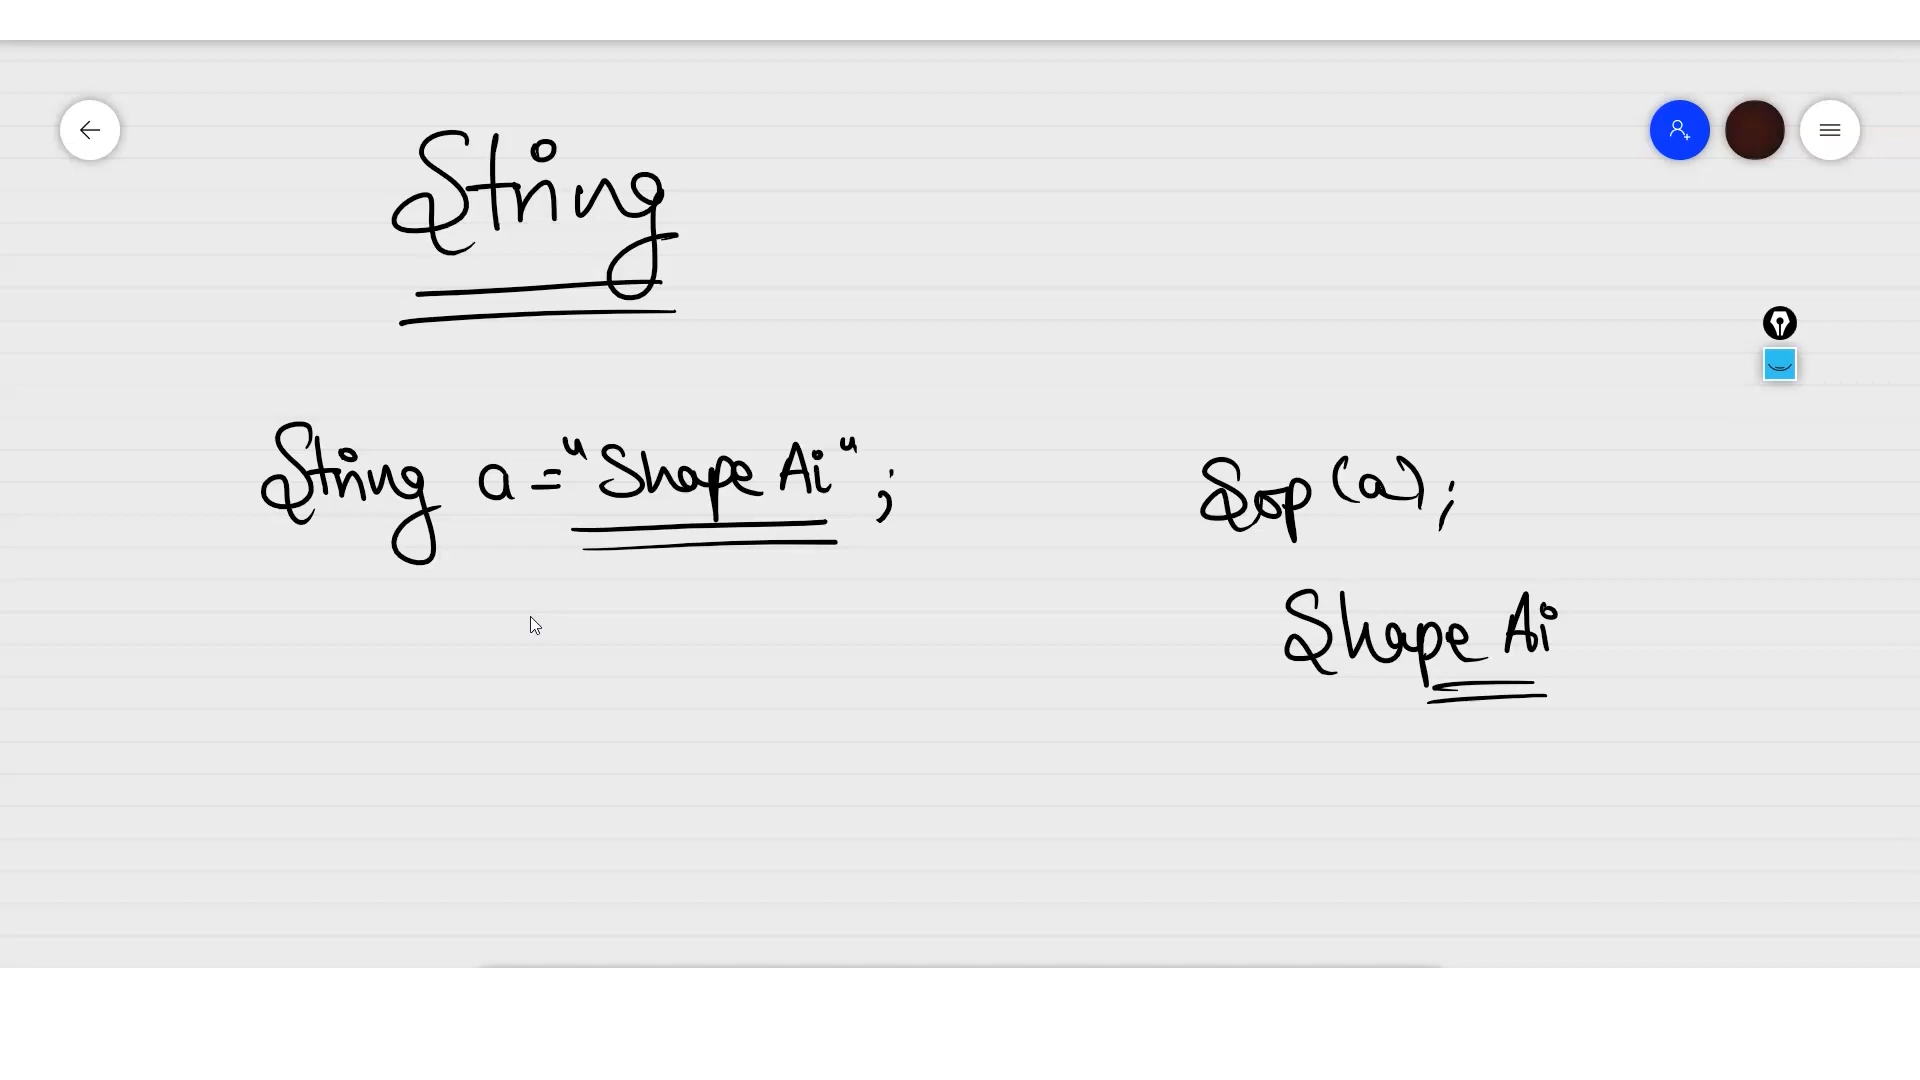 String
String a = "Shape Ai" ;
Sop (a) ;
Shape Ai